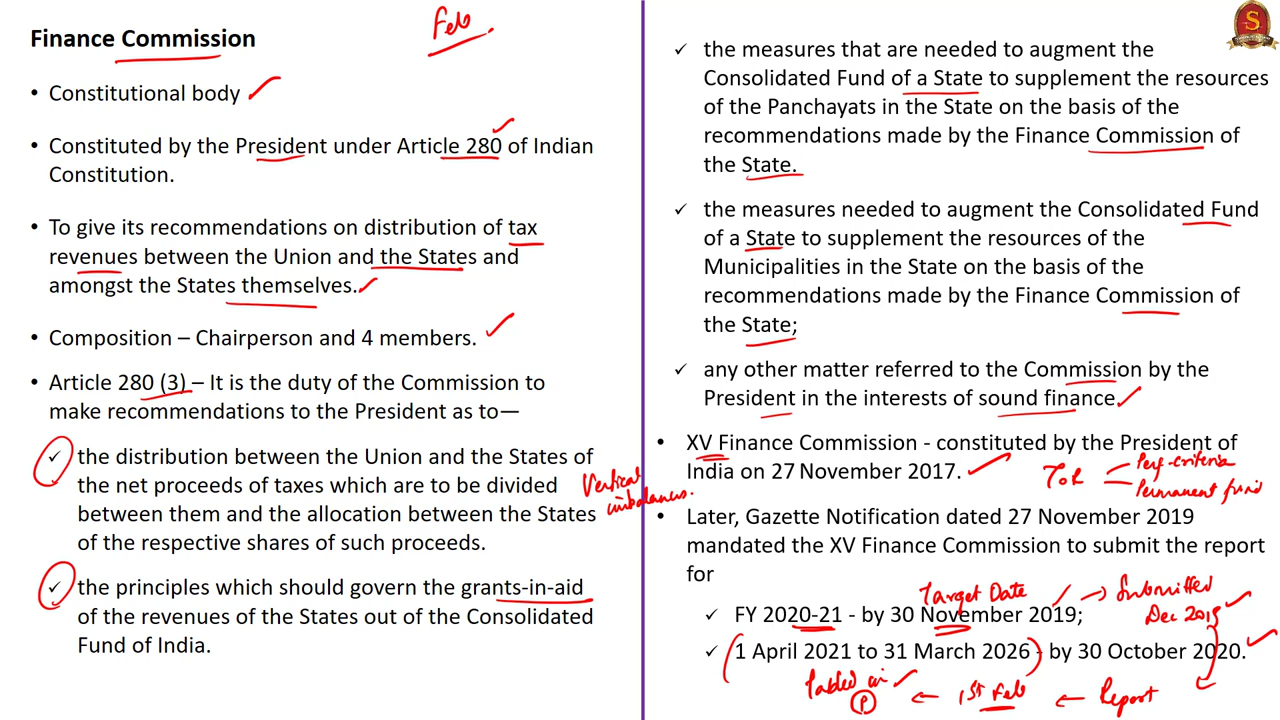 Feb
Finance Commission
• Constitutional body
• Constituted by the President under Article 280 of Indian
Constitution.
• To give its recommendations on distribution of tax
revenues between the Union and the States and
amongst the States themselves.
• Composition – Chairperson and 4 members.
• Article 280 (3) – It is the duty of the Commission to
make recommendations to the President as to—
✓ the distribution between the Union and the States of
the net proceeds of taxes which are to be divided
between them and the allocation between the States
of the respective shares of such proceeds.
Vertical
imbalances.
✓ the principles which should govern the grants-in-aid
of the revenues of the States out of the Consolidated
Fund of India.
S
✓ the measures that are needed to augment the
Consolidated Fund of a State to supplement the resources
of the Panchayats in the State on the basis of the
recommendations made by the Finance Commission of
the State.
✓ the measures needed to augment the Consolidated Fund
of a State to supplement the resources of the
Municipalities in the State on the basis of the
recommendations made by the Finance Commission of
the State;
✓ any other matter referred to the Commission by the
President in the interests of sound finance.
• XV Finance Commission - constituted by the President of
India on 27 November 2017.
ToR
Perf-criteria
Permanent fund
• Later, Gazette Notification dated 27 November 2019
mandated the XV Finance Commission to submit the report
for
Target Date
Submitted
Dec 2019
✓ FY 2020-21 - by 30 November 2019;
✓ 1 April 2021 to 31 March 2026 - by 30 October 2020.
Tabled in
P
1st Feb
Report